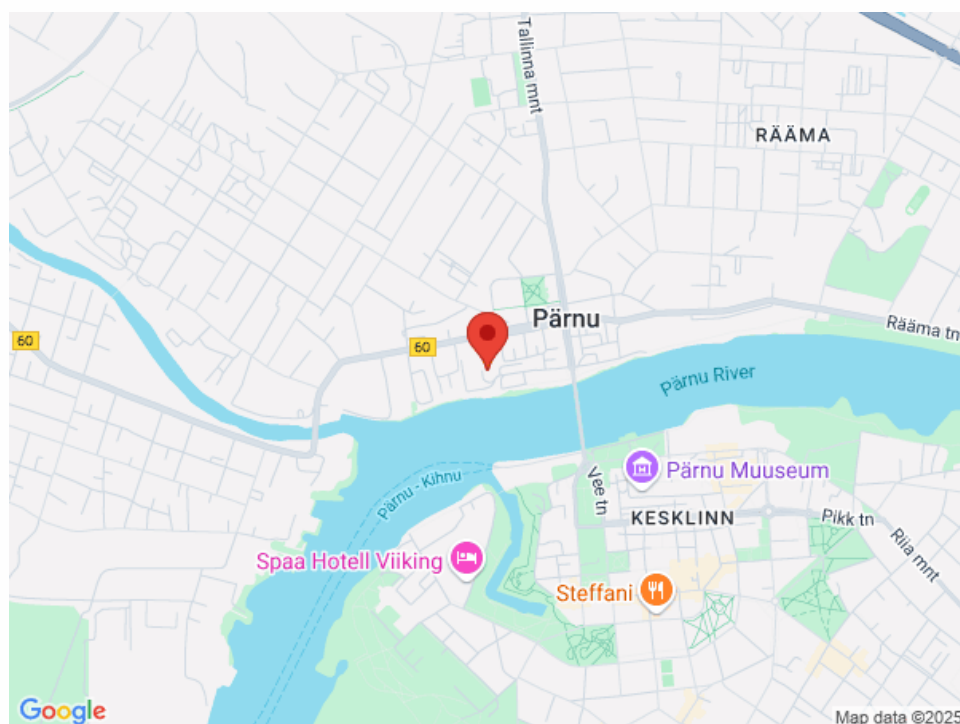 Tallinna mnt
RÄÄMA
60
60
Pärnu
Rääma tn
Pärnu River
Pärnu - Kihnu
Vee tn
Pärnu Muuseum
KESKLINN
Pikk tn
Riia mnt
Spaa Hotell Viiking
Steffani
Google
Map data ©2025